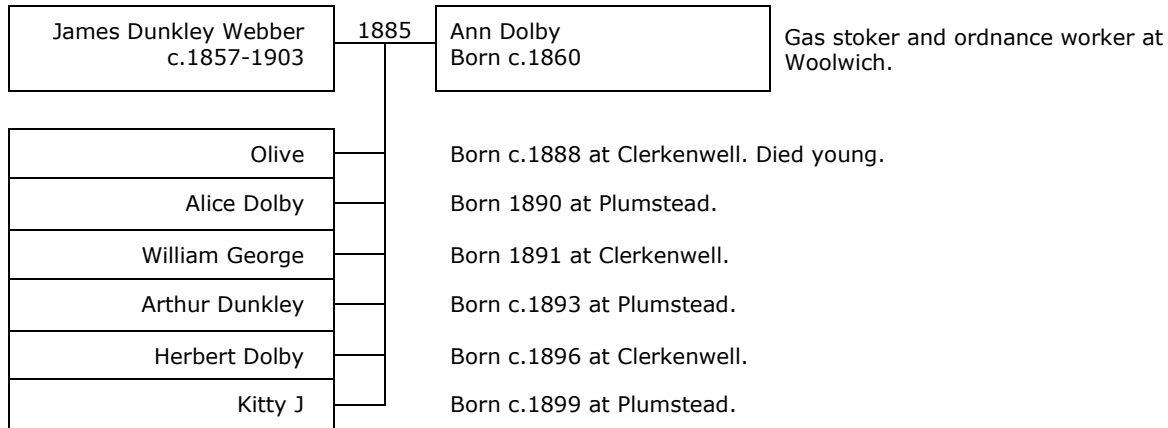 James Dunkley Webber
c.1857-1903
1885
Ann Dolby
Born c.1860
Gas stoker and ordnance worker at
Woolwich.
Olive
Born c.1888 at Clerkenwell. Died young.
Alice Dolby
Born 1890 at Plumstead.
William George
Born 1891 at Clerkenwell.
Arthur Dunkley
Born c.1893 at Plumstead.
Herbert Dolby
Born c.1896 at Clerkenwell.
Kitty J
Born c.1899 at Plumstead.